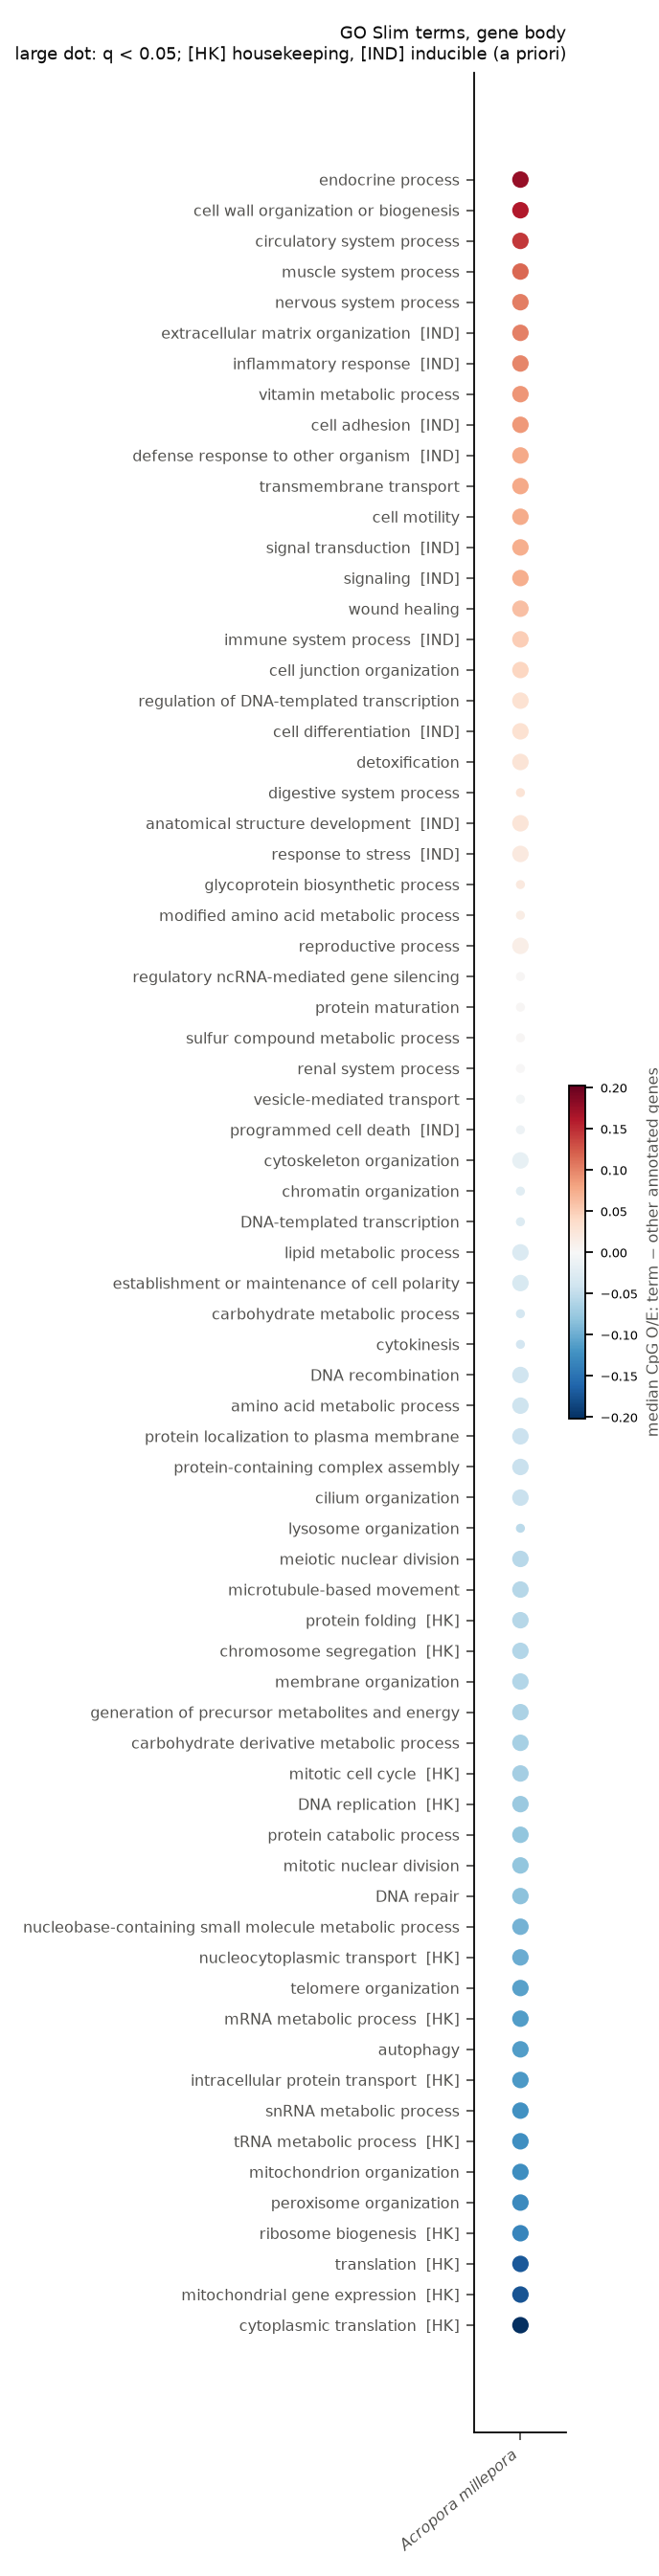 GO Slim terms, gene body
large dot: q < 0.05; [HK] housekeeping, [IND] inducible (a priori)
endocrine process
cell wall organization or biogenesis
circulatory system process
muscle system process
nervous system process
extracellular matrix organization [IND]
inflammatory response [IND]
vitamin metabolic process
cell adhesion [IND]
defense response to other organism [IND]
transmembrane transport
cell motility
signal transduction [IND]
signaling [IND]
wound healing
immune system process [IND]
cell junction organization
regulation of DNA-templated transcription
cell differentiation [IND]
detoxification
digestive system process
anatomical structure development [IND]
response to stress [IND]
glycoprotein biosynthetic process
modified amino acid metabolic process
reproductive process
regulatory ncRNA-mediated gene silencing
protein maturation
sulfur compound metabolic process
renal system process
vesicle-mediated transport
programmed cell death [IND]
cytoskeleton organization
chromatin organization
DNA-templated transcription
lipid metabolic process
establishment or maintenance of cell polarity
carbohydrate metabolic process
cytokinesis
DNA recombination
amino acid metabolic process
protein localization to plasma membrane
protein-containing complex assembly
cilium organization
lysosome organization
meiotic nuclear division
microtubule-based movement
protein folding [HK]
chromosome segregation [HK]
membrane organization
generation of precursor metabolites and energy
carbohydrate derivative metabolic process
mitotic cell cycle [HK]
DNA replication [HK]
protein catabolic process
mitotic nuclear division
DNA repair
nucleobase-containing small molecule metabolic process
nucleocytoplasmic transport [HK]
telomere organization
mRNA metabolic process [HK]
autophagy
intracellular protein transport [HK]
snRNA metabolic process
tRNA metabolic process [HK]
mitochondrion organization
peroxisome organization
ribosome biogenesis [HK]
translation [HK]
mitochondrial gene expression [HK]
cytoplasmic translation [HK]
Acropora millepora
0.20
0.15
0.10
0.05
0.00
−0.05
−0.10
−0.15
−0.20
median CpG O/E: term − other annotated genes